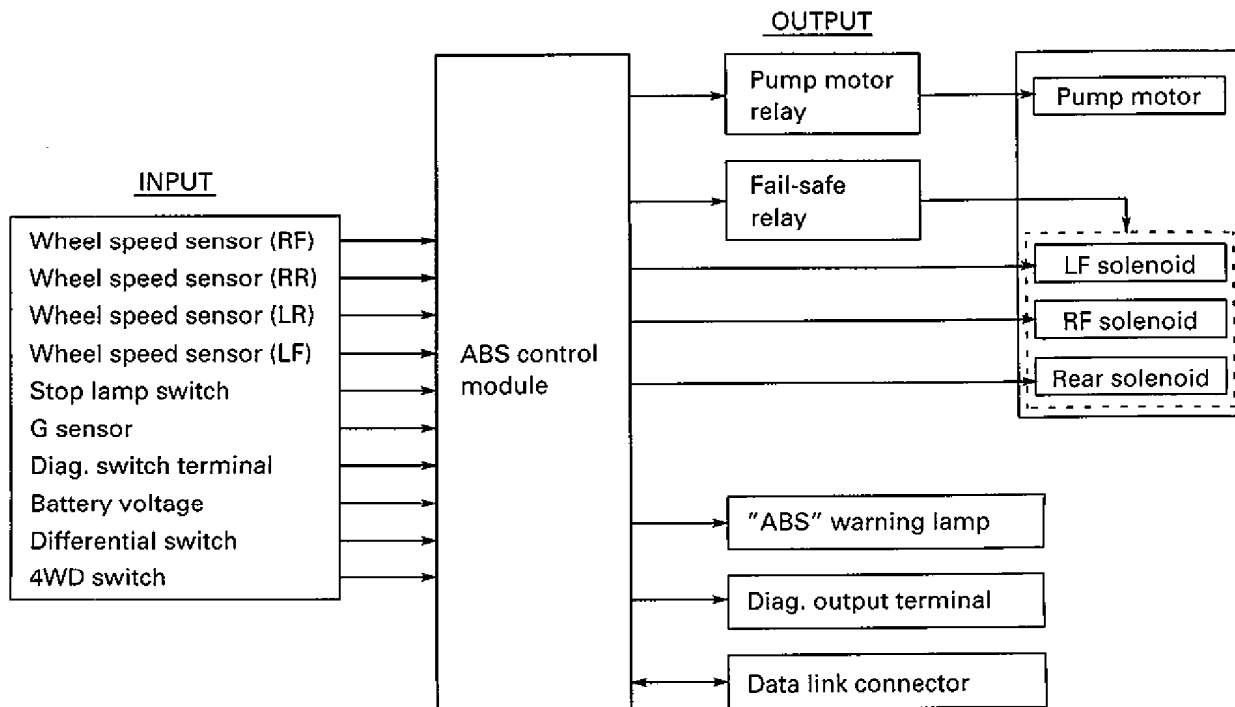 INPUT
Wheel speed sensor (RF)
Wheel speed sensor (RR)
Wheel speed sensor (LR)
Wheel speed sensor (LF)
Stop lamp switch
G sensor
Diag. switch terminal
Battery voltage
Differential switch
4WD switch
ABS control
module
OUTPUT
Pump motor
relay
Pump motor
Fail-safe
relay
LF solenoid
RF solenoid
Rear solenoid
"ABS" warning lamp
Diag. output terminal
Data link connector